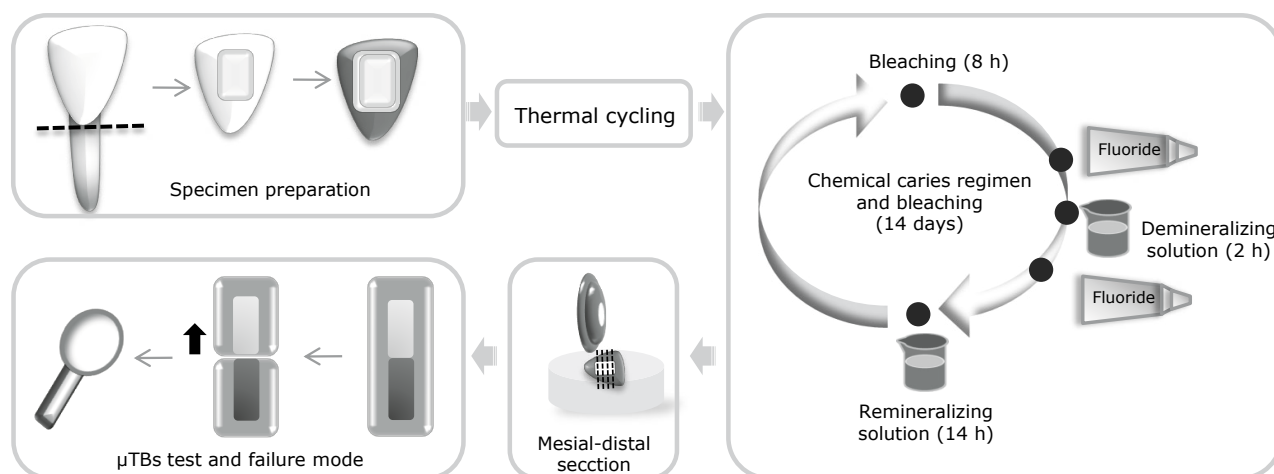 Specimen preparation
Thermal cycling
Bleaching (8 h)
Fluoride
Chemical caries regimen
and bleaching
(14 days)
Demineralizing
solution (2 h)
Fluoride
Remineralizing
solution (14 h)
Mesial-distal
secction
µTBs test and failure mode